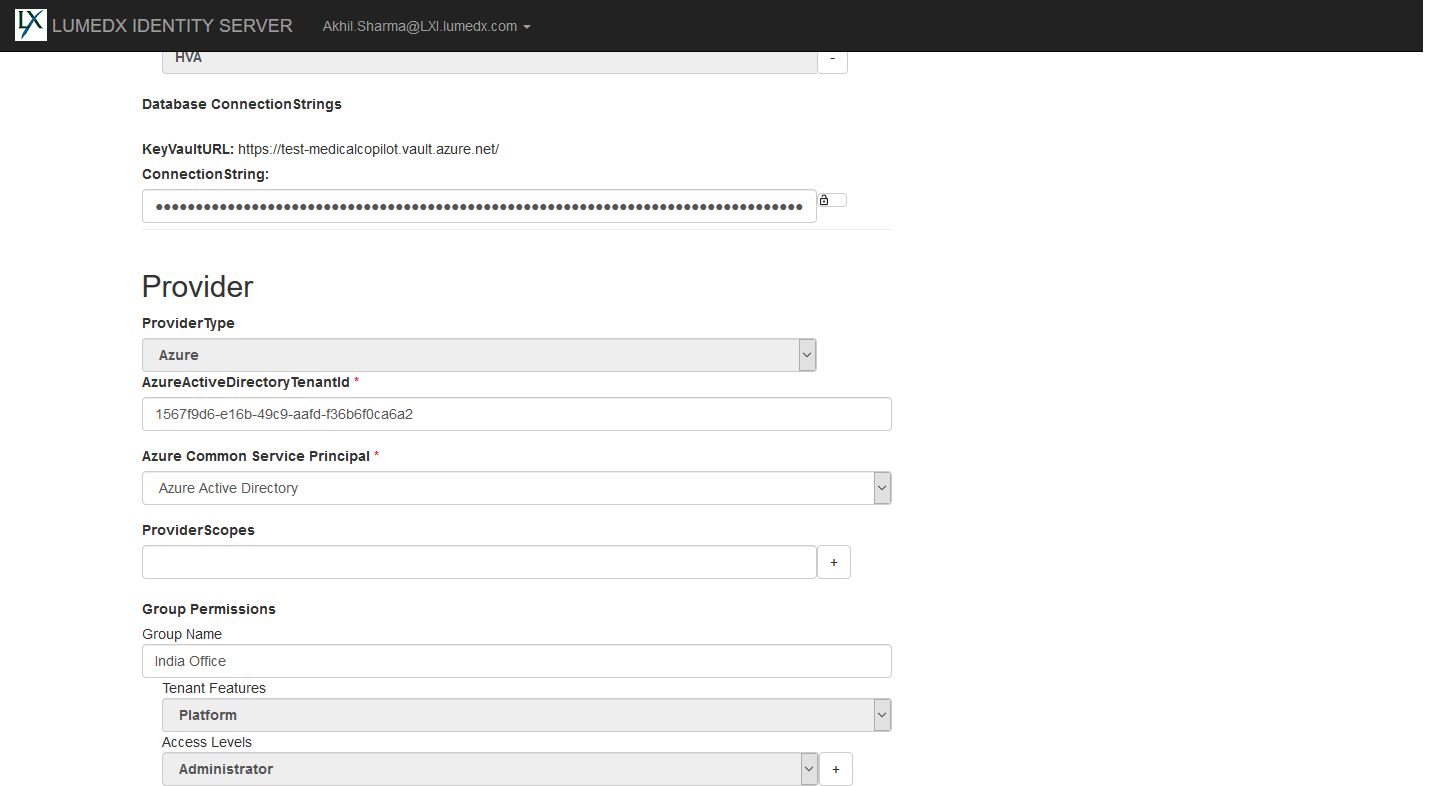 LX LUMEDX IDENTITY SERVER Akhil.Sharma@LXI.lumedx.com
HVA -
Database ConnectionStrings
KeyVaultURL: https://test-medicalcopilot.vault.azure.net/
ConnectionString:
Provider
ProviderType
Azure
AzureActiveDirectoryTenantId *
1567f9d6-e16b-49c9-aafd-f36b6f0ca6a2
Azure Common Service Principal *
Azure Active Directory
ProviderScopes
+
Group Permissions
Group Name
India Office
Tenant Features
Platform
Access Levels
Administrator +